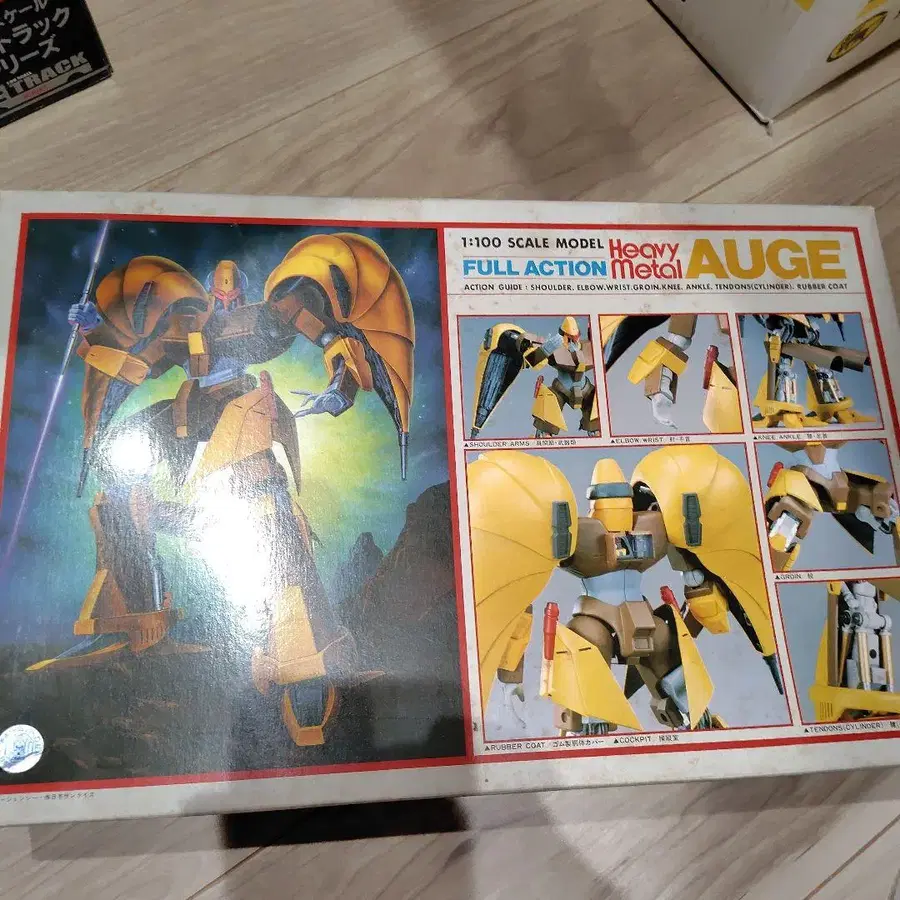 スケール
トラック
リーズ
TRACK
1:100 SCALE MODEL
FULL ACTION
Heavy Metal
AUGE
ACTION GUIDE : SHOULDER, ELBOW.WRIST.GROIN.KNEE. ANKLE. TENDONS(CYLINDER). RUBBER COAT
▲SHOULDER ARMS
▲ELBOW.WRIST
▲KNEE ANKLE
▲GROIN
▲RUBBER COAT/ゴム製胴体カバー
▲COCKPIT
▲TENDONS(CYLINDER)